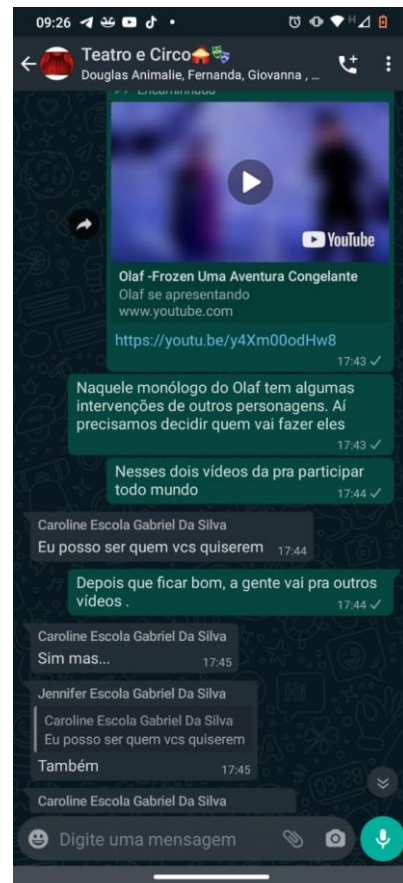 09:26
Teatro e Circo🎪🎭
Douglas Animalie, Fernanda, Giovanna , ...
Encaminhada
YouTube
Olaf -Frozen Uma Aventura Congelante
Olaf se apresentando
www.youtube.com
https://youtu.be/y4Xm00odHw8
17:43
Naquele monólogo do Olaf tem algumas
intervenções de outros personagens. Aí
precisamos decidir quem vai fazer eles
17:43
Nesses dois vídeos da pra participar
todo mundo
17:44
Caroline Escola Gabriel Da Silva
Eu posso ser quem vcs quiserem
17:44
Depois que ficar bom, a gente vai pra outros
vídeos .
17:44
Caroline Escola Gabriel Da Silva
Sim mas...
17:45
Jennifer Escola Gabriel Da Silva
Caroline Escola Gabriel Da Silva
Eu posso ser quem vcs quiserem
Também
17:45
Caroline Escola Gabriel Da Silva
Digite uma mensagem